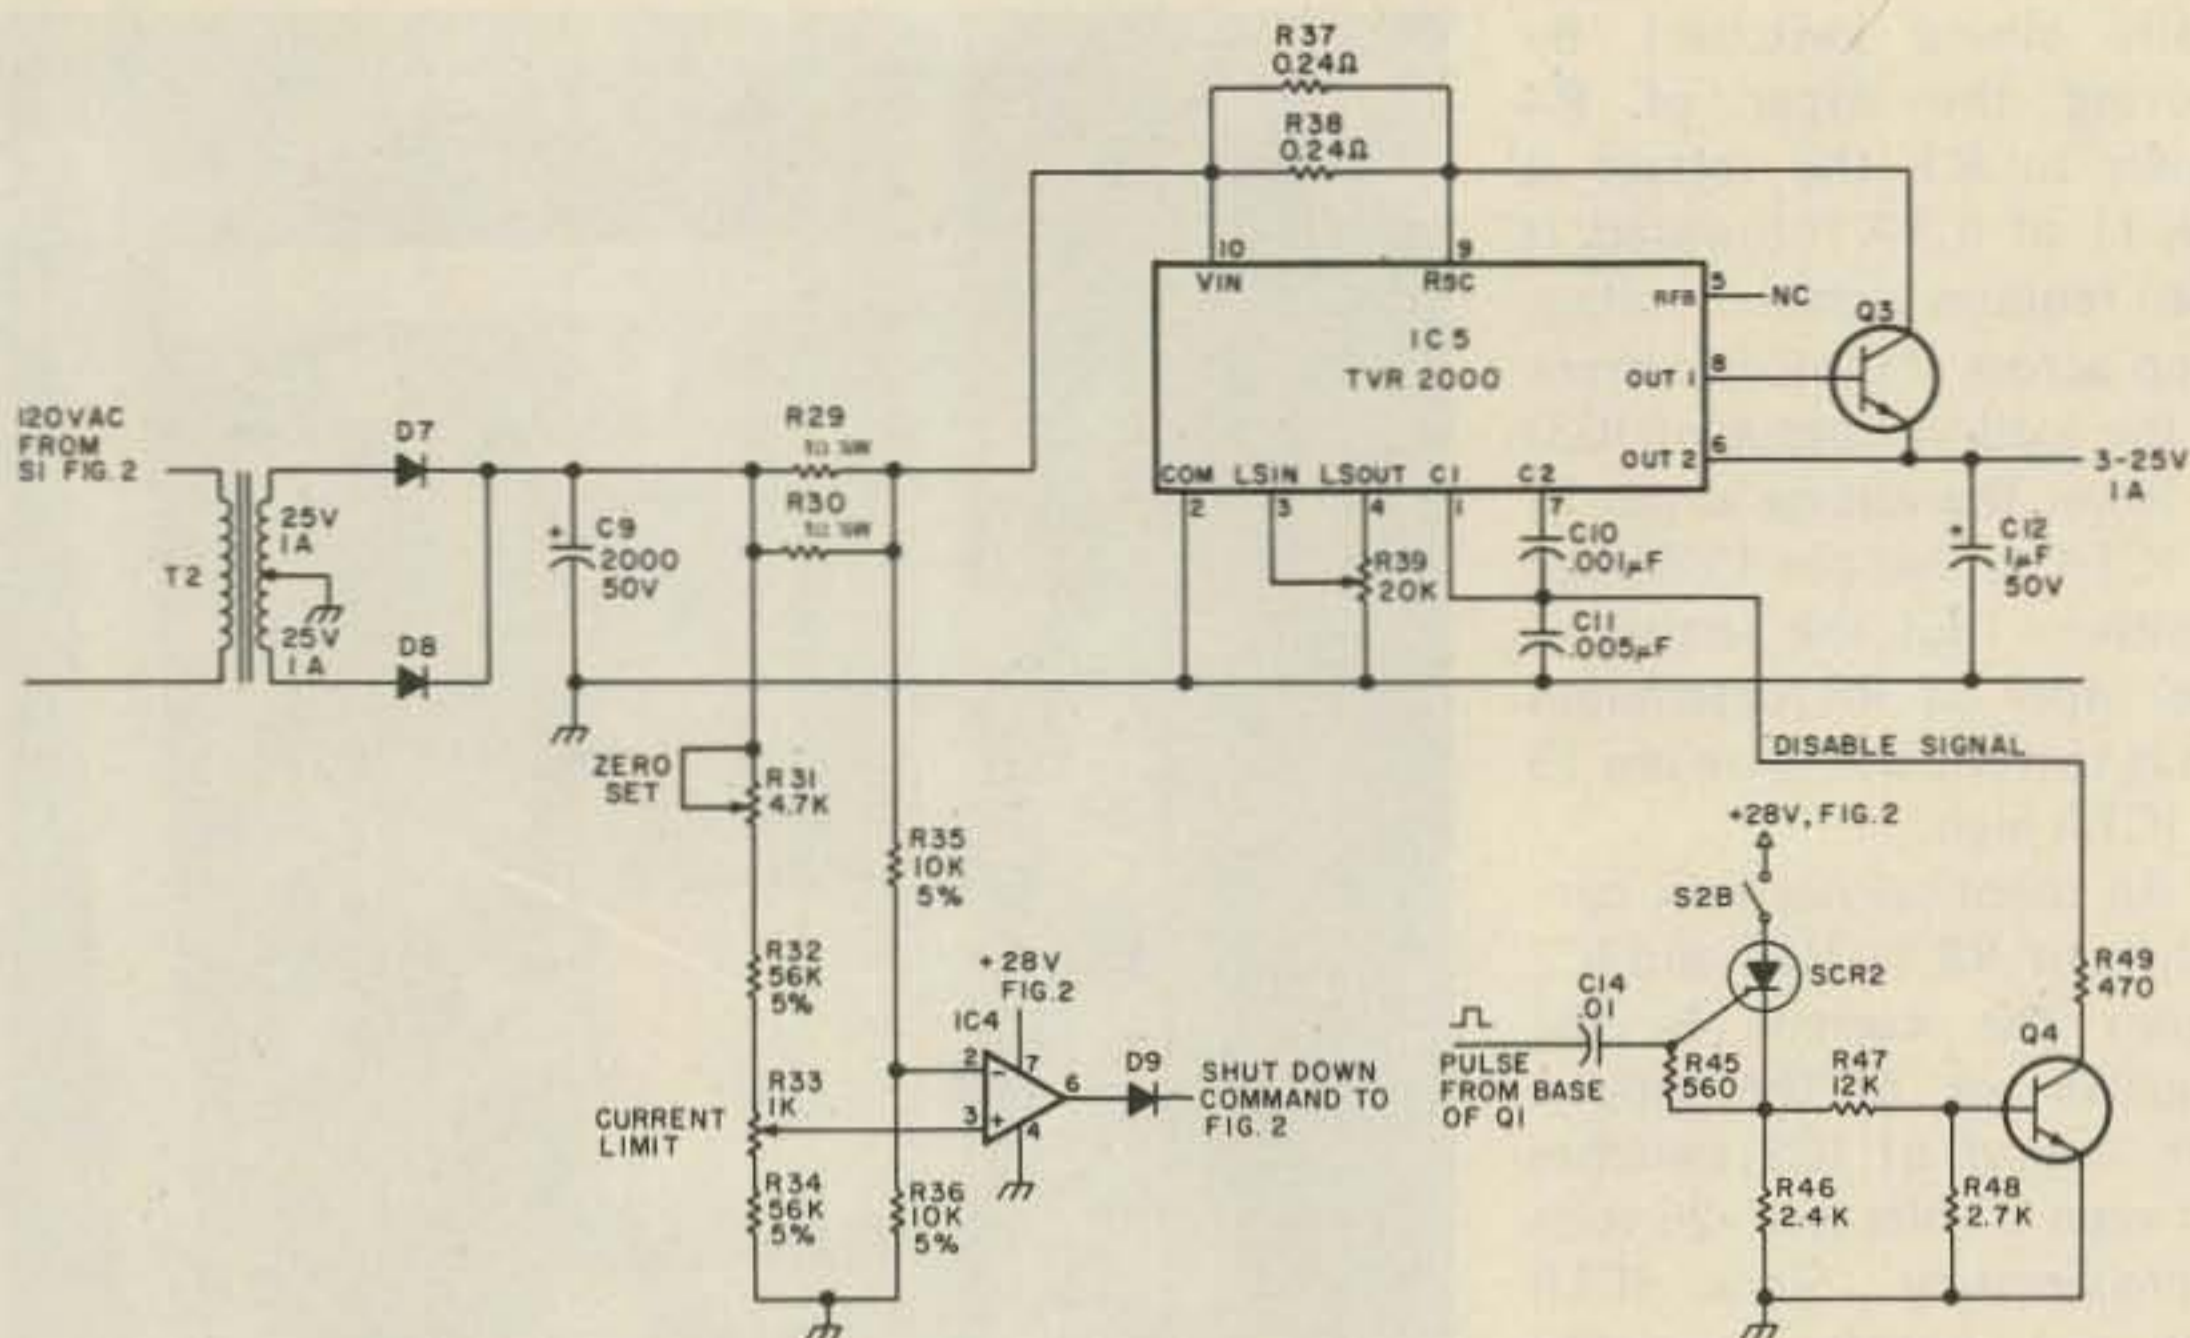 R37
0.24Ω
R38
0.24Ω
10
9
VIN
RSC
5
RFB
NC
Q3
IC5
TVR 2000
8
OUT 1
6
OUT 2
3-25V
1A
COM
LSIN
LSOUT
C1
C2
2
3
4
1
7
120VAC
FROM
S1 FIG.2
D7
R29
R30
25V
1A
T2
25V
1A
D8
+
C9
2000
50V
C10
.001µF
R39
20K
C11
.005µF
+
C12
1µF
50V
ZERO
SET
R31
4.7K
DISABLE SIGNAL
+28V, FIG.2
R35
10K
5%
S2B
SCR2
R32
56K
5%
+28V
FIG.2
IC4
2
-
7
3
+
4
6
D9
SHUT DOWN
COMMAND TO
FIG. 2
R33
1K
CURRENT
LIMIT
R34
56K
5%
R36
10K
5%
C14
.01
PULSE
FROM BASE
OF Q1
R45
560
R47
12K
R49
470
Q4
R46
2.4K
R48
2.7K